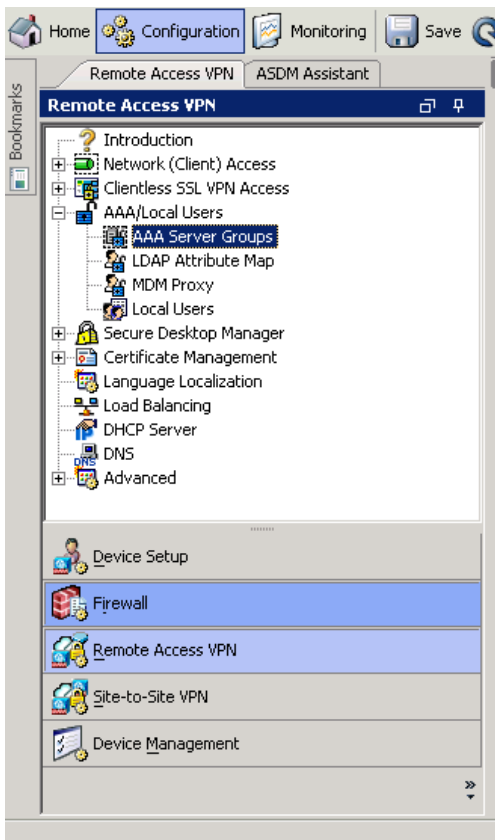 Home Configuration Monitoring Save
Bookmarks
Remote Access VPN ASDM Assistant
Remote Access VPN
Introduction
Network (Client) Access
Clientless SSL VPN Access
AAA/Local Users
AAA Server Groups
LDAP Attribute Map
MDM Proxy
Local Users
Secure Desktop Manager
Certificate Management
Language Localization
Load Balancing
DHCP Server
DNS DNS
Advanced
Device Setup
Firewall
Remote Access VPN
Site-to-Site VPN
Device Management